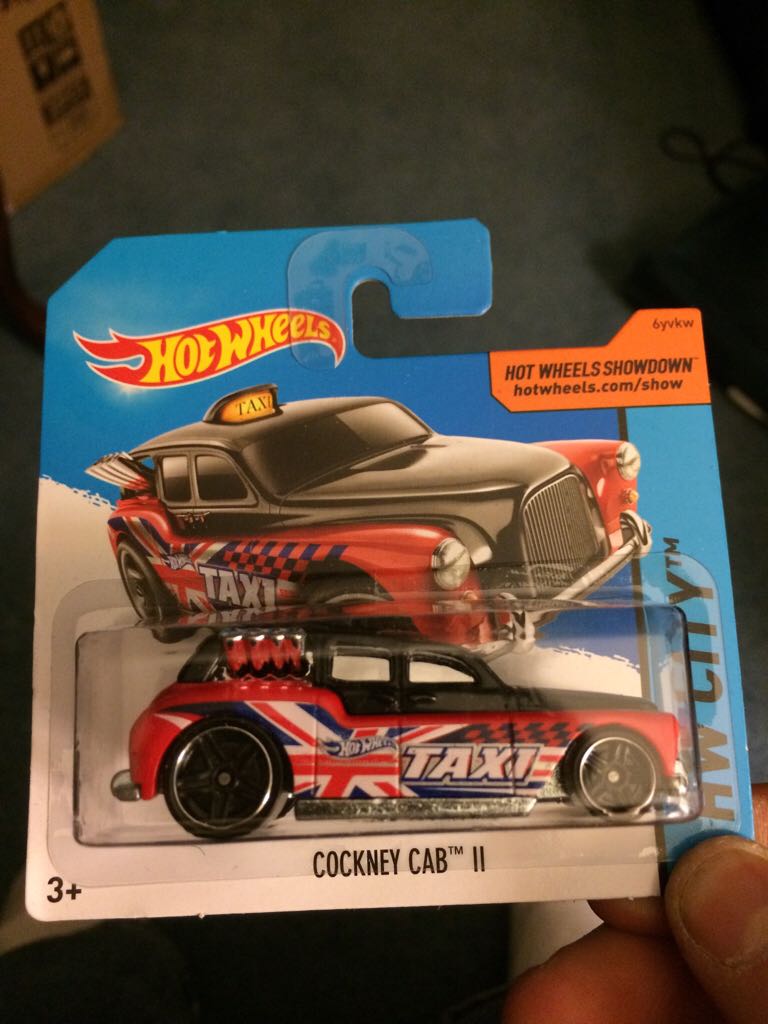 HOT WHEELS
6yvkw
HOT WHEELS SHOWDOWN™
hotwheels.com/show
TAXI
TAXI
HW CITY™
HOT WHEELS
TAXI
COCKNEY CAB™ II
3+